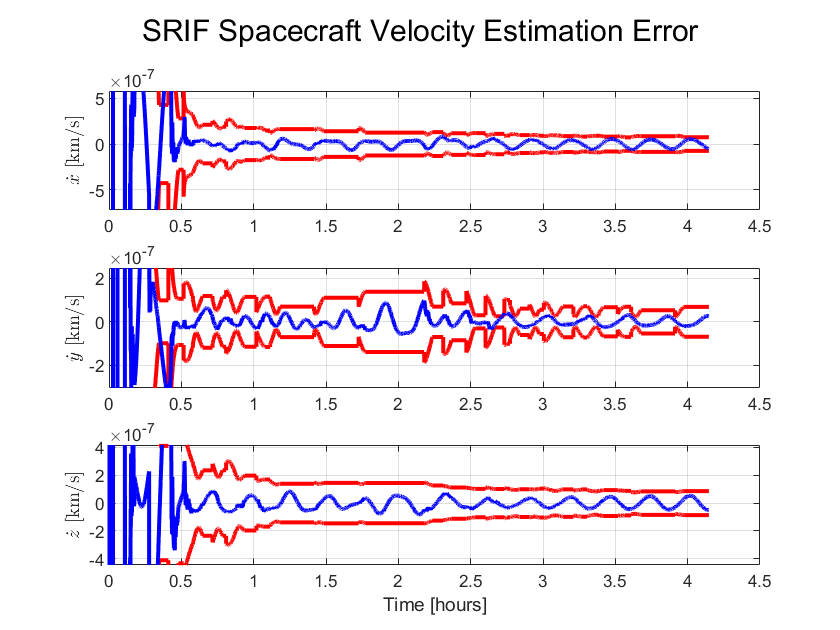 SRIF Spacecraft Velocity Estimation Error
×10⁻⁷
5
0
-5
ẋ [km/s]
0 0.5 1 1.5 2 2.5 3 3.5 4 4.5
×10⁻⁷
2
0
-2
ẏ [km/s]
0 0.5 1 1.5 2 2.5 3 3.5 4 4.5
×10⁻⁷
4
2
0
-2
-4
ż [km/s]
0 0.5 1 1.5 2 2.5 3 3.5 4 4.5
Time [hours]